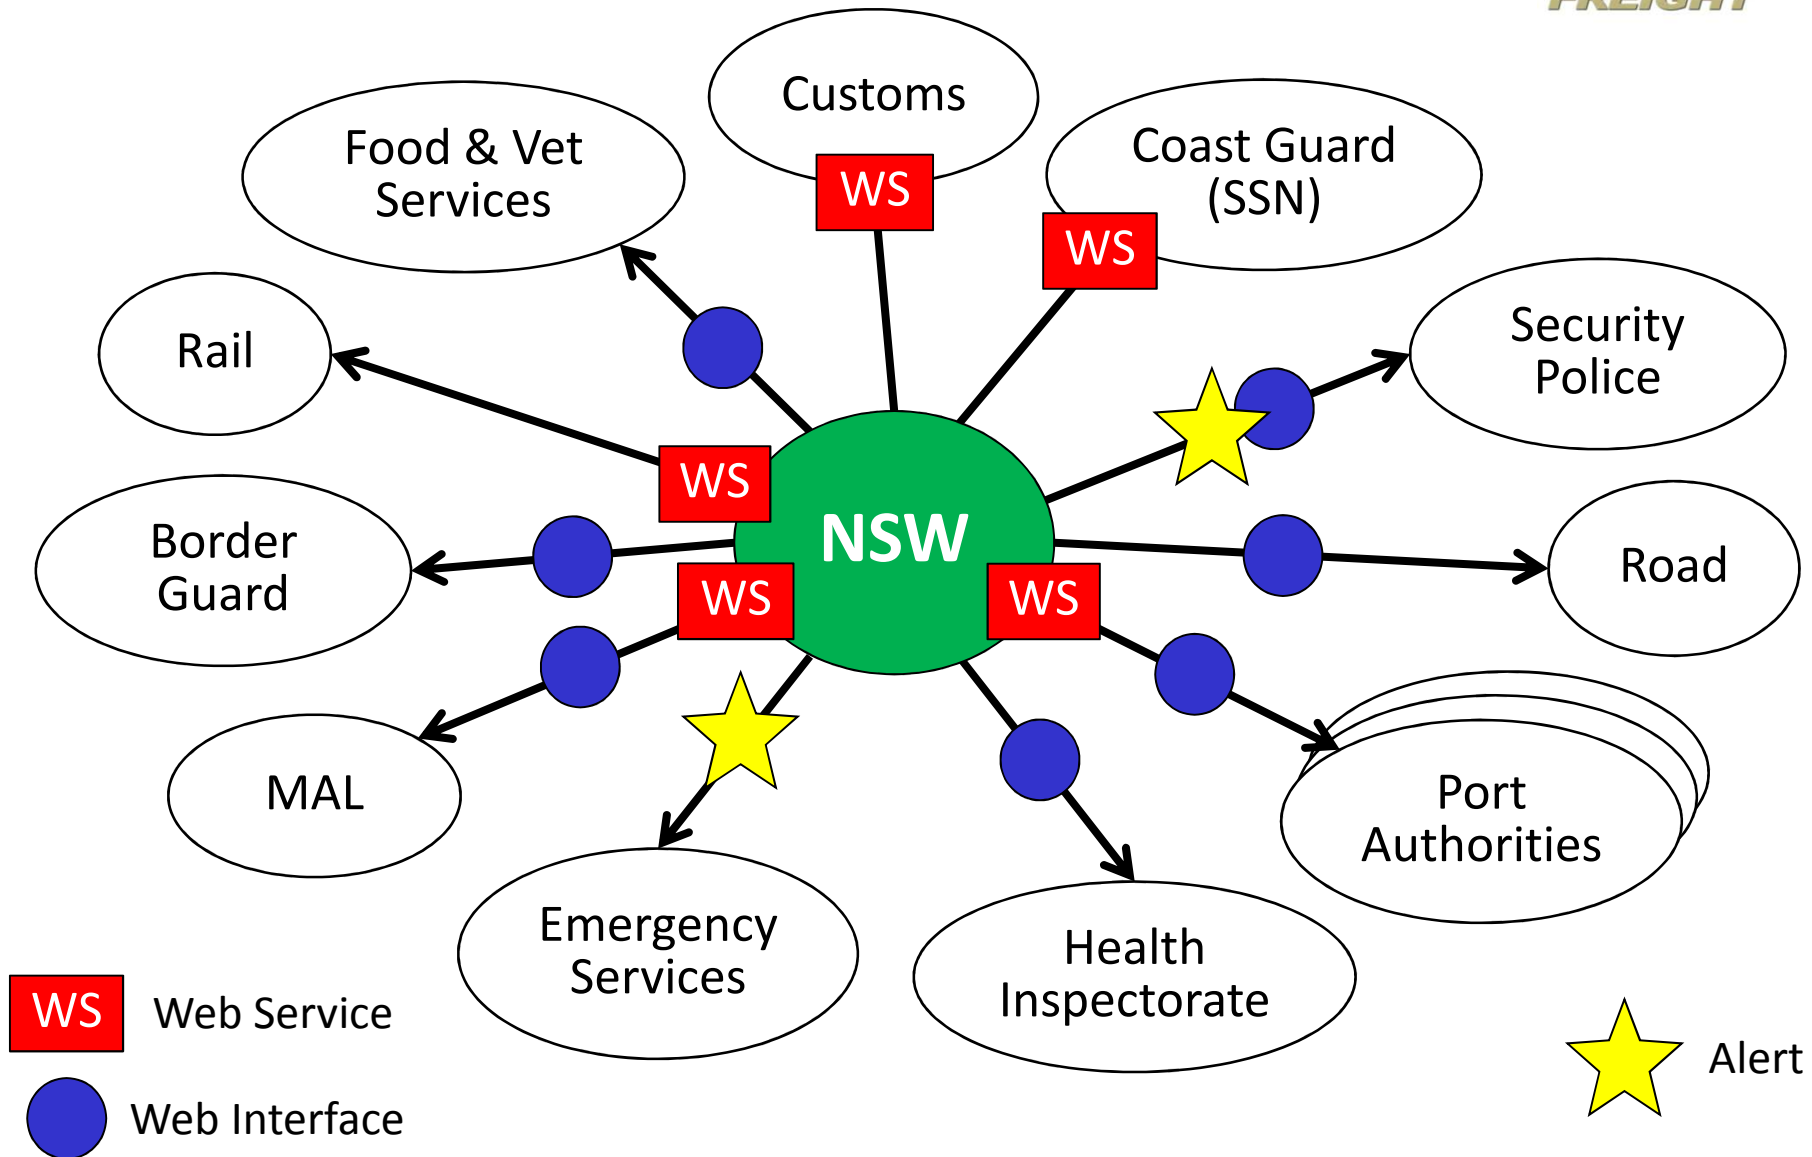 FREIGHT
Customs
Food & Vet
Services
Coast Guard
(SSN)
WS
WS
Security
Police
Rail
WS
NSW
Border
Guard
Road
WS
WS
MAL
Port
Authorities
Emergency
Services
Health
Inspectorate
WS Web Service
Alert
Web Interface